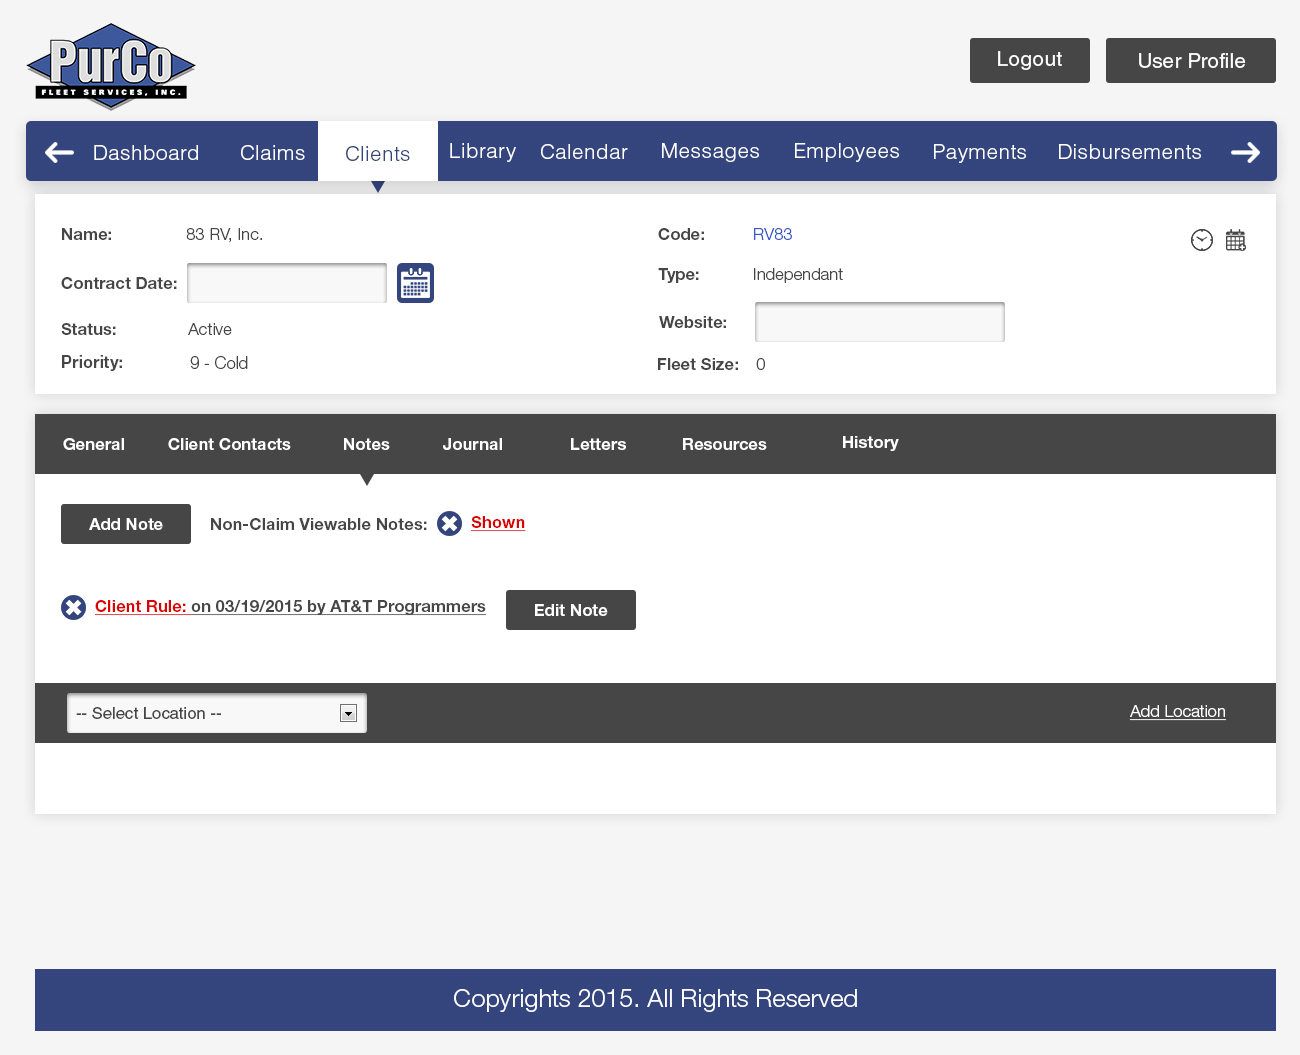 PurCo
FLEET SERVICES, INC.
Logout
User Profile
Dashboard Claims Clients Library Calendar Messages Employees Payments Disbursements
Name: 83 RV, Inc.
Code: RV83
Contract Date:
Type: Independant
Website:
Status: Active
Priority: 9 - Cold
Fleet Size: 0
General Client Contacts Notes Journal Letters Resources History
Add Note Non-Claim Viewable Notes: Shown
Client Rule: on 03/19/2015 by AT&T Programmers Edit Note
-- Select Location -- Add Location
Copyrights 2015. All Rights Reserved